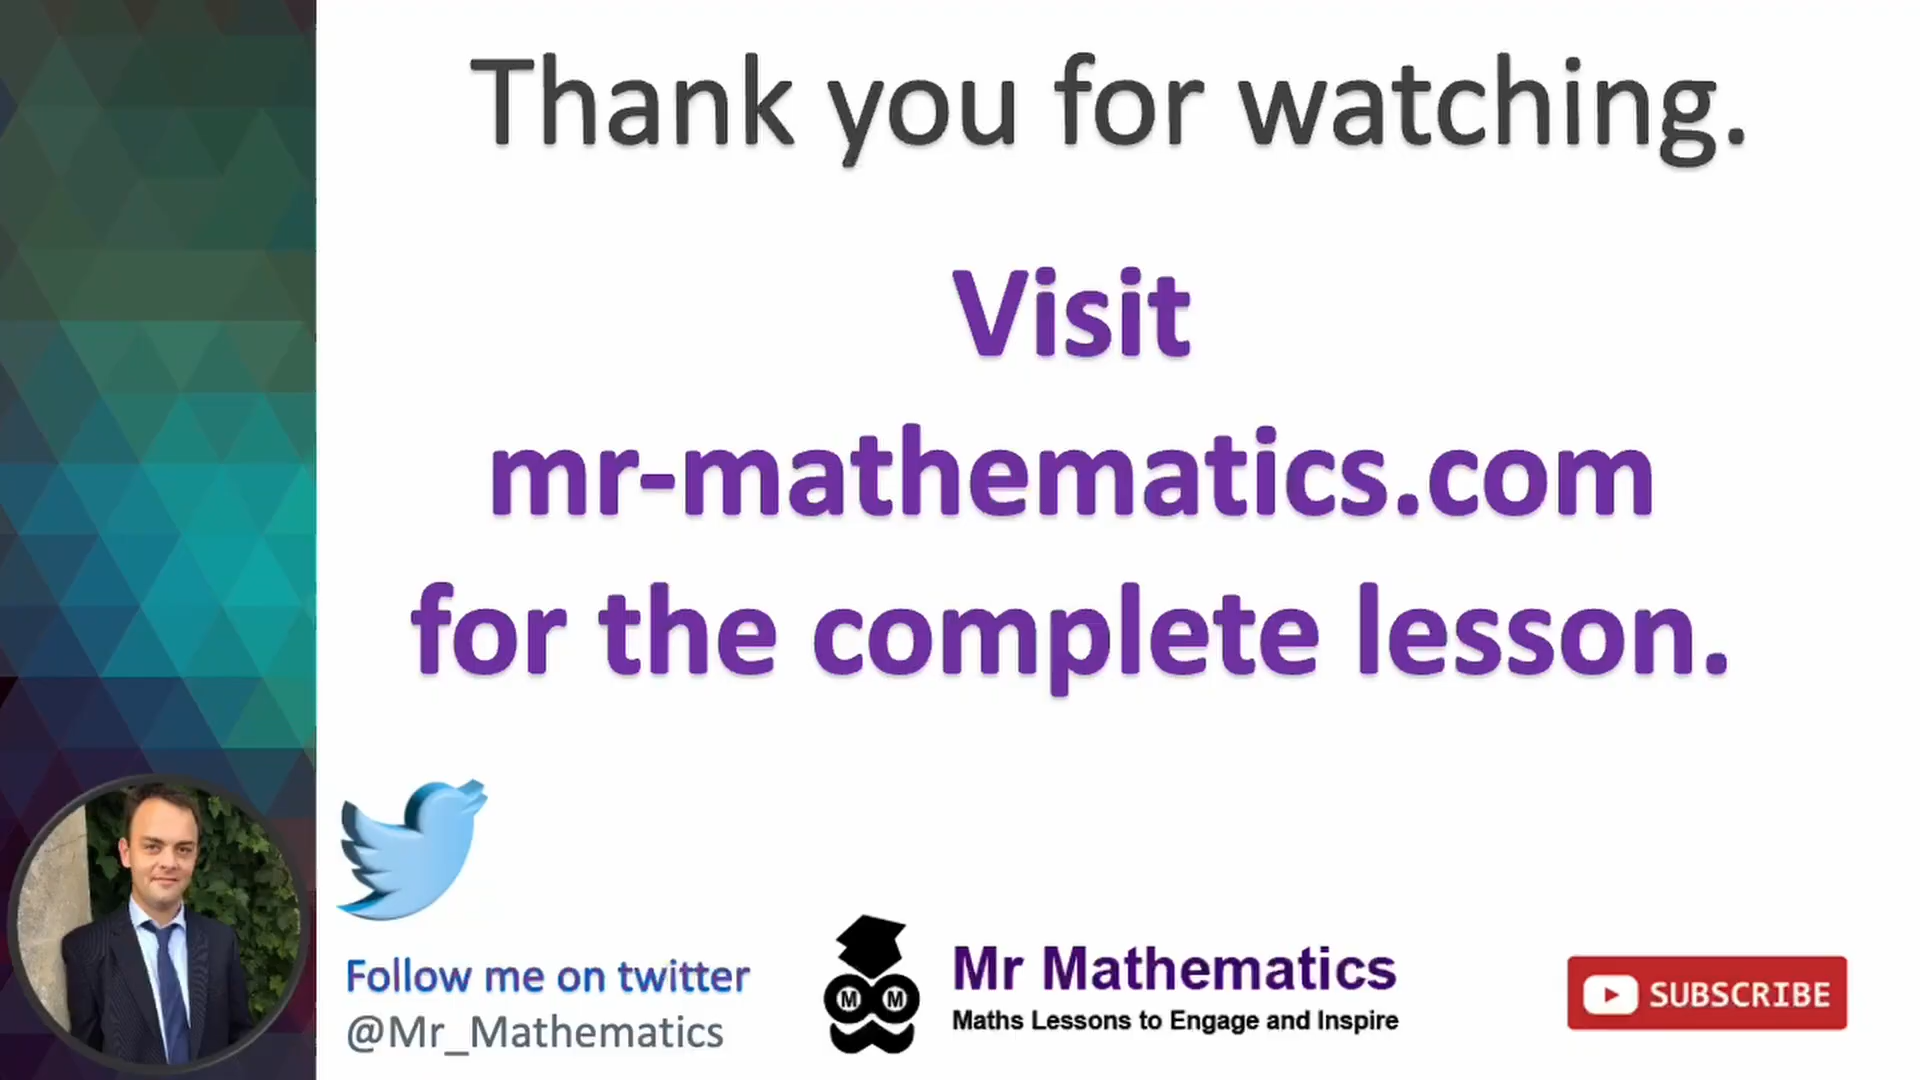 Thank you for watching.
Visit
mr-mathematics.com
for the complete lesson.
Follow me on twitter
@Mr_Mathematics
M M
Mr Mathematics
Maths Lessons to Engage and Inspire
SUBSCRIBE